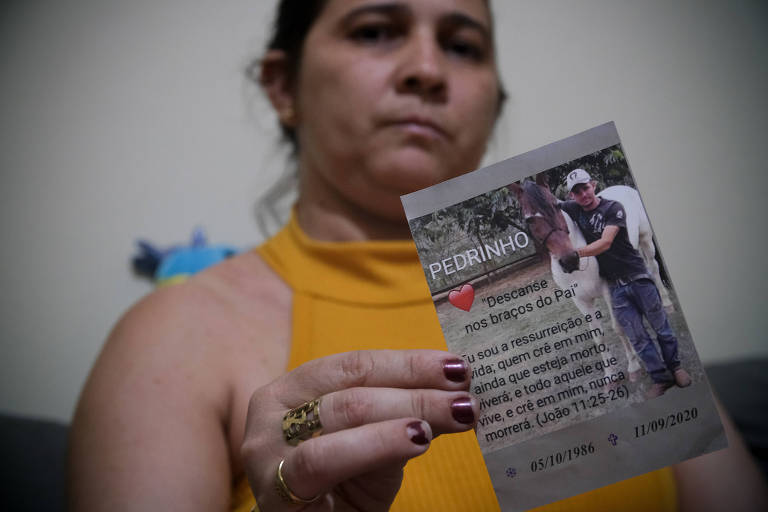 PEDRINHO
"Descanse
nos braços do Pai"
Eu sou a ressurreição e a
vida, quem crê em mim,
ainda que esteja morto,
viverá; e todo aquele que
vive, e crê em mim, nunca
morrerá. (João 11:25-26)
05/10/1986 ✝ 11/09/2020